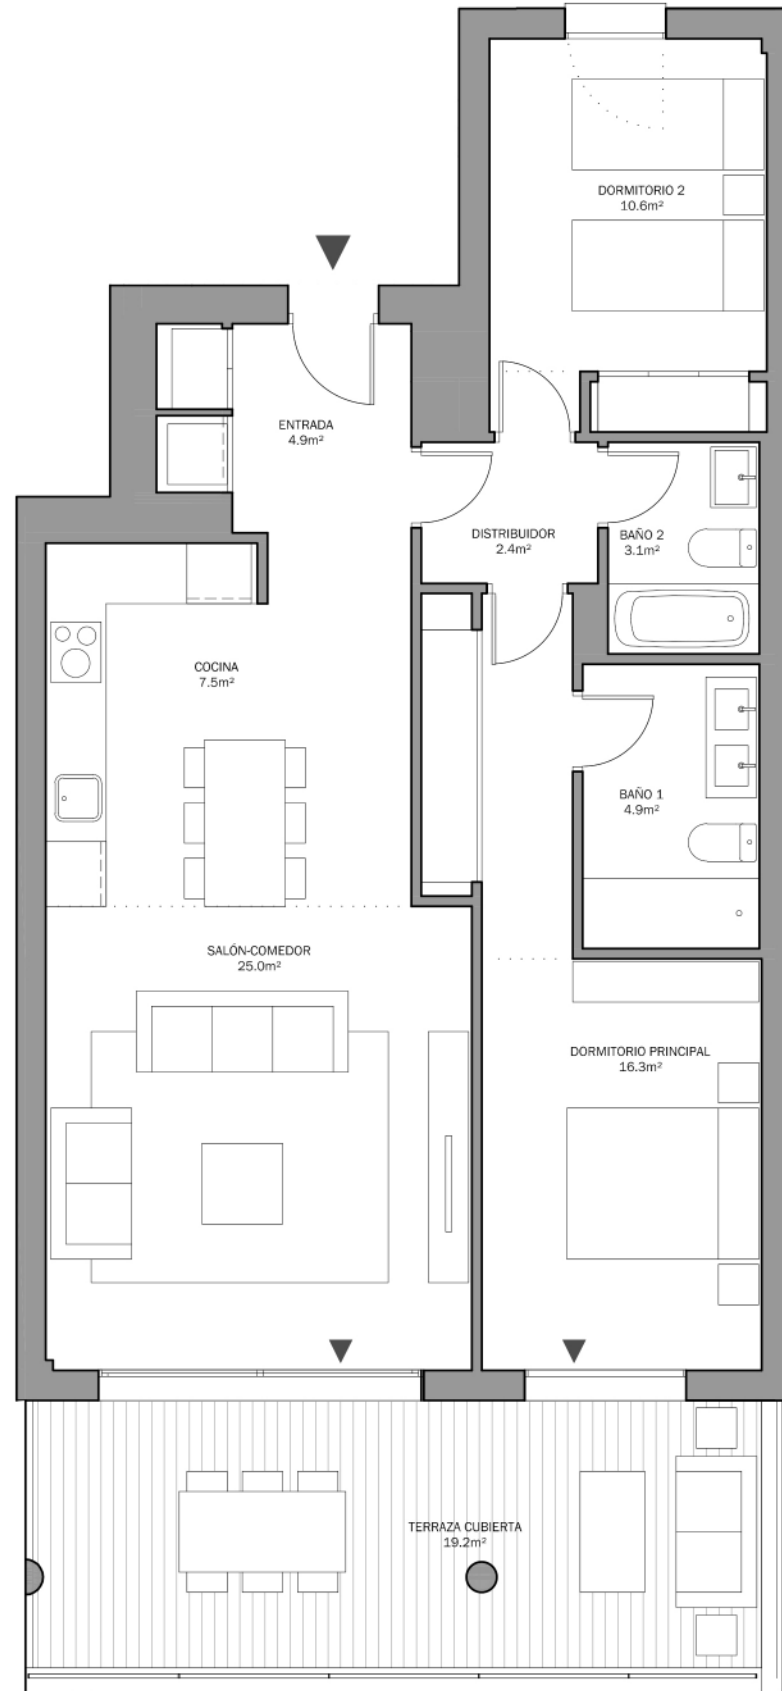 DORMITORIO 2
10.6m²
ENTRADA
4.9m²
DISTRIBUIDOR
2.4m²
BAÑO 2
3.1m²
COCINA
7.5m²
BAÑO 1
4.9m²
SALÓN-COMEDOR
25.0m²
DORMITORIO PRINCIPAL
16.3m²
TERRAZA CUBIERTA
19.2m²